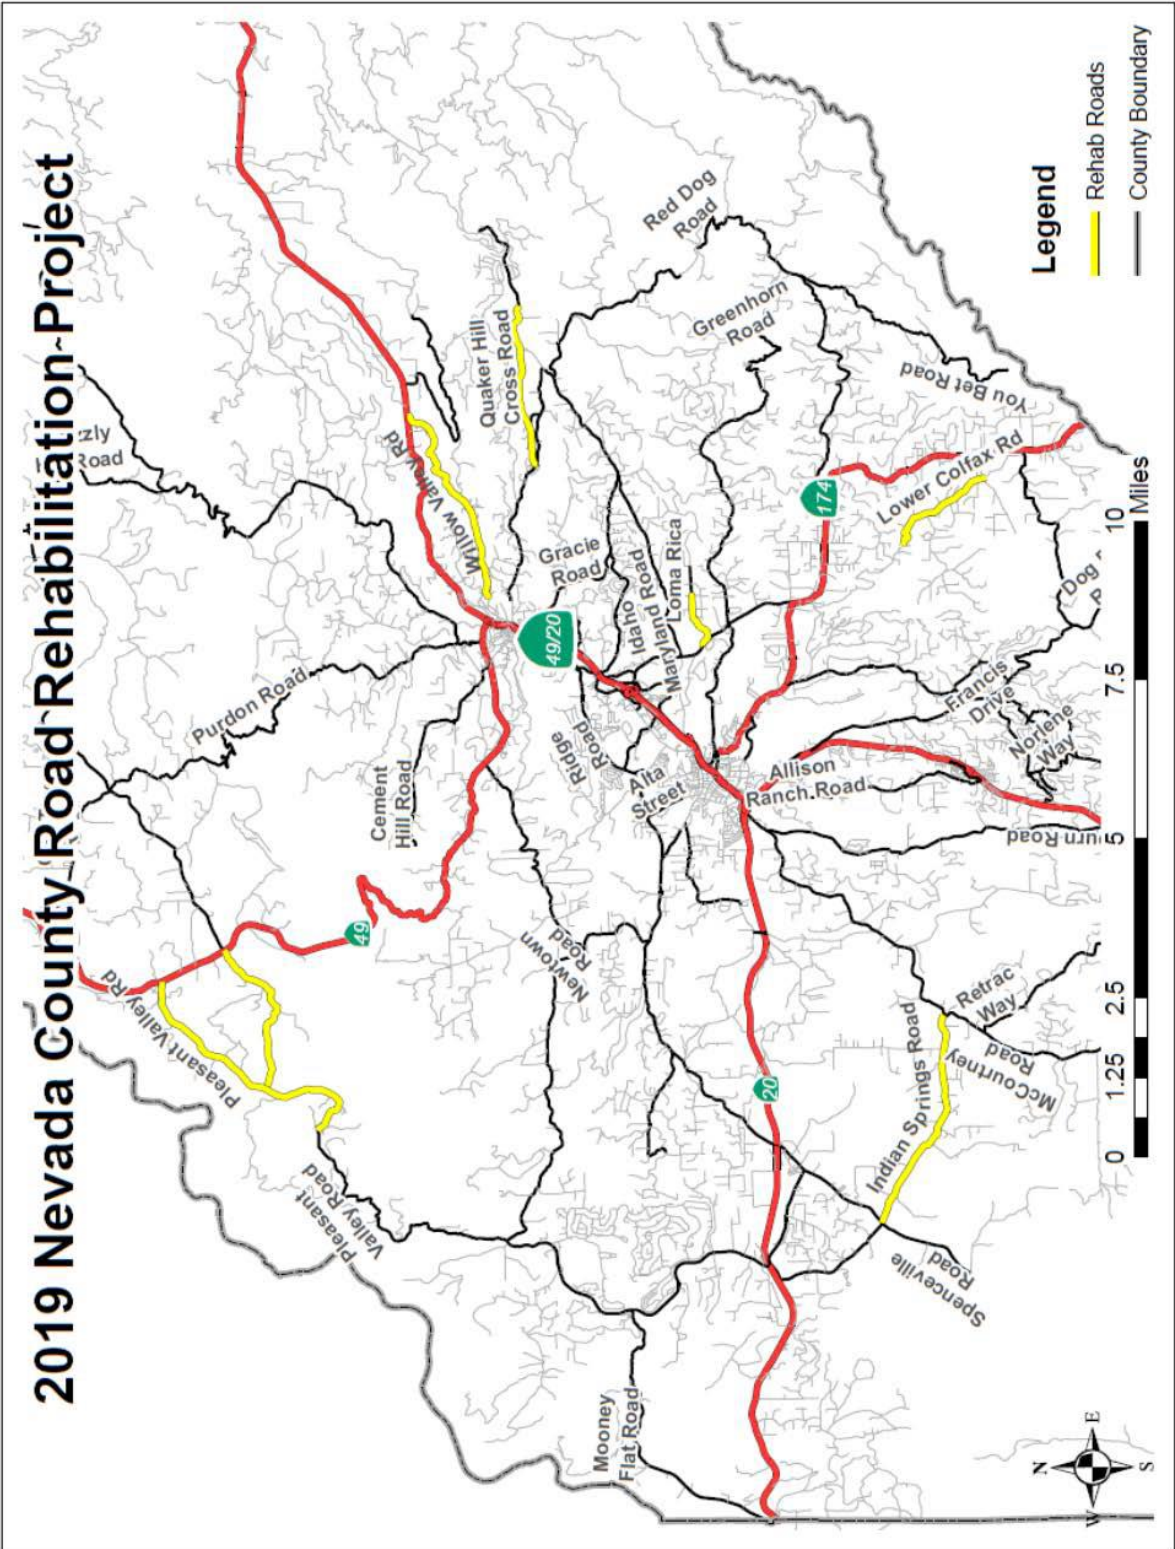 2019 Nevada County Road Rehabilitation Project
zzly
Road
Purdon Road
Willow Valley Rd
Quaker Hill
Cross Road
Red Dog
Road
Cement
Hill Road
49
Pleasant Valley Rd
Pleasant
Valley Road
49/20
Gracie
Road
Idaho
Maryland Road
Loma Rica
Greenhorn
Road
You Bet Road
Lower Colfax Rd
174
Ridge
Road
Newtown
Road
Alta
Street
Allison
Ranch Road
Francis
Drive
Norlene
Way
Dog
urn Road
20
Indian Springs Road
Retrac
Way
McCourtney
Road
Spenceville
Road
Mooney
Flat Road
Legend
Rehab Roads
County Boundary
0 1.25 2.5 5 7.5 10
Miles
N
W E
S